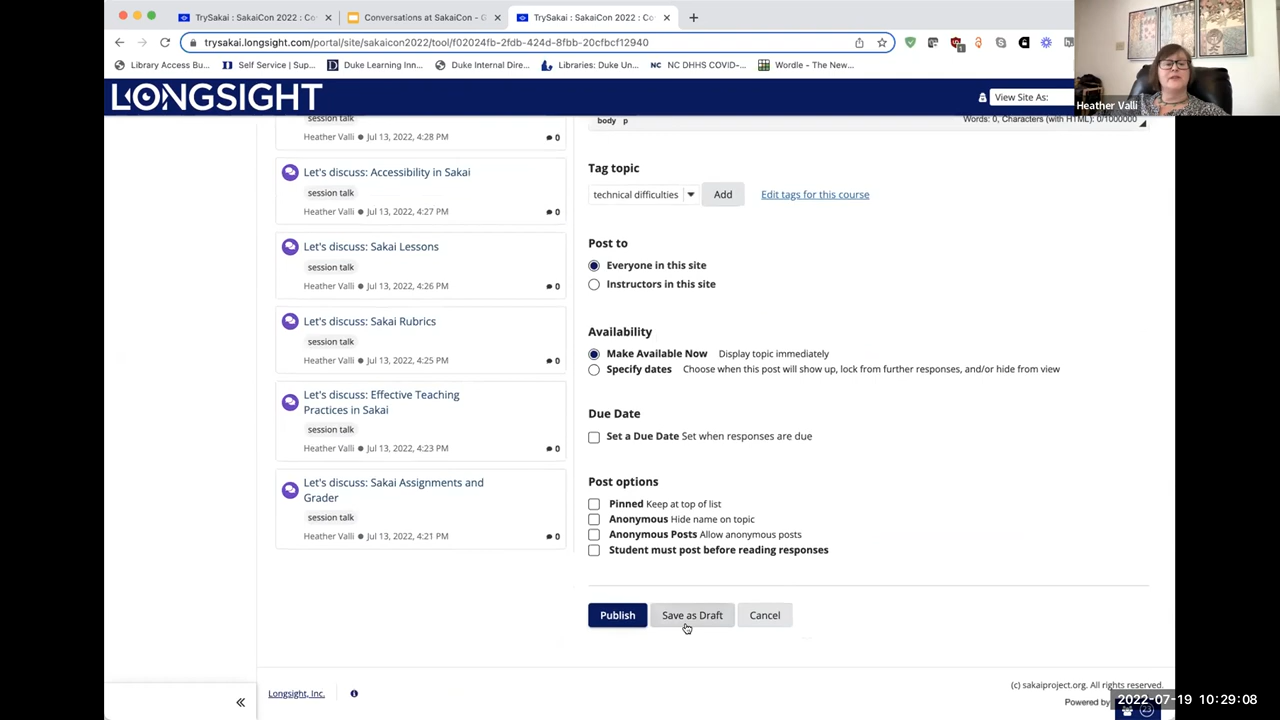 TrySakai : SakaiCon 2022 : Co
Conversations at SakaiCon - G
TrySakai : SakaiCon 2022 : Co
trysakai.longsight.com/portal/site/sakaicon2022/tool/f02024fb-2fdb-424d-8fbb-20cfbcf12940
Library Access Bu...
Self Service | Sup...
Duke Learning Inn...
Duke Internal Dire...
Libraries: Duke Un...
NC
NC DHHS COVID-...
Wordle – The New...
LONGSIGHT
View Site As:
Heather Valli
session talk
Heather Valli Jul 13, 2022, 4:28 PM
0
Let's discuss: Accessibility in Sakai
session talk
Heather Valli Jul 13, 2022, 4:27 PM
0
Let's discuss: Sakai Lessons
session talk
Heather Valli Jul 13, 2022, 4:26 PM
0
Let's discuss: Sakai Rubrics
session talk
Heather Valli Jul 13, 2022, 4:25 PM
0
Let's discuss: Effective Teaching
Practices in Sakai
session talk
Heather Valli Jul 13, 2022, 4:23 PM
0
Let's discuss: Sakai Assignments and
Grader
session talk
Heather Valli Jul 13, 2022, 4:21 PM
0
body p
Words: 0, Characters (with HTML): 0/1000000
Tag topic
technical difficulties
Add
Edit tags for this course
Post to
Everyone in this site
Instructors in this site
Availability
Make Available Now Display topic immediately
Specify dates Choose when this post will show up, lock from further responses, and/or hide from view
Due Date
Set a Due Date Set when responses are due
Post options
Pinned Keep at top of list
Anonymous Hide name on topic
Anonymous Posts Allow anonymous posts
Student must post before reading responses
Publish
Save as Draft
Cancel
«
Longsight, Inc.
(c) sakaiproject.org. All rights reserved.
Powered by
2022-07-19 10:29:08
23